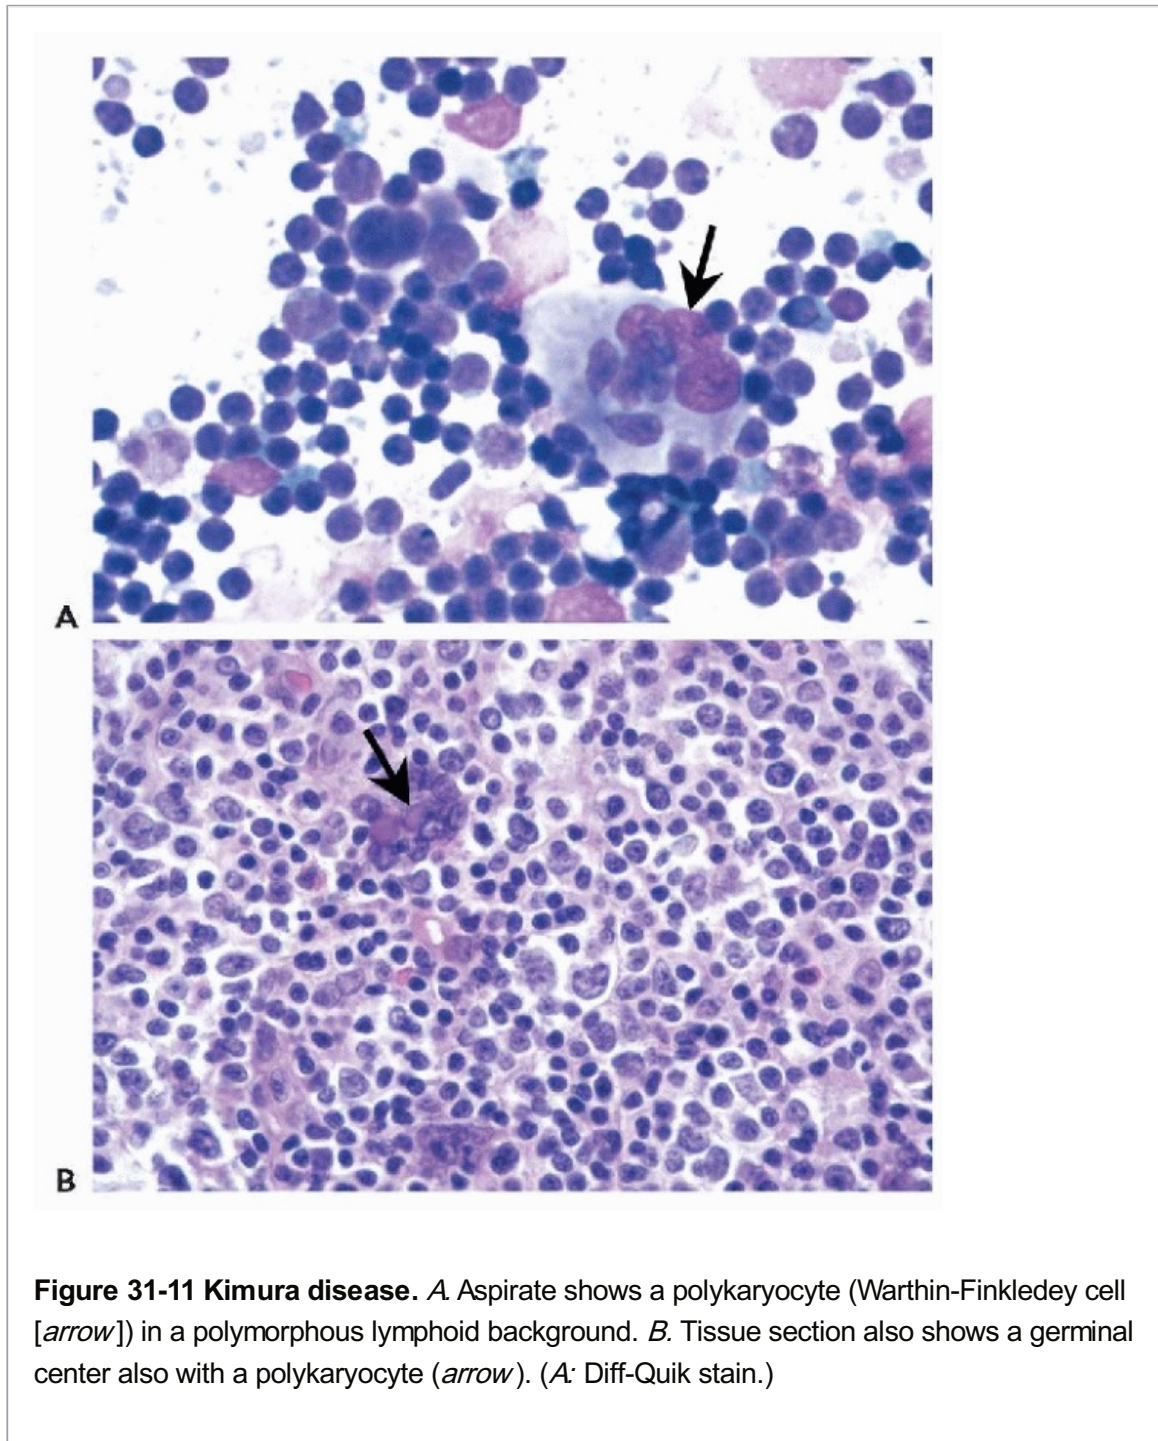 A
B
Figure 31-11 Kimura disease. A. Aspirate shows a polykaryocyte (Warthin-Finkledey cell
[arrow]) in a polymorphous lymphoid background. B. Tissue section also shows a germinal
center also with a polykaryocyte (arrow). (A: Diff-Quik stain.)